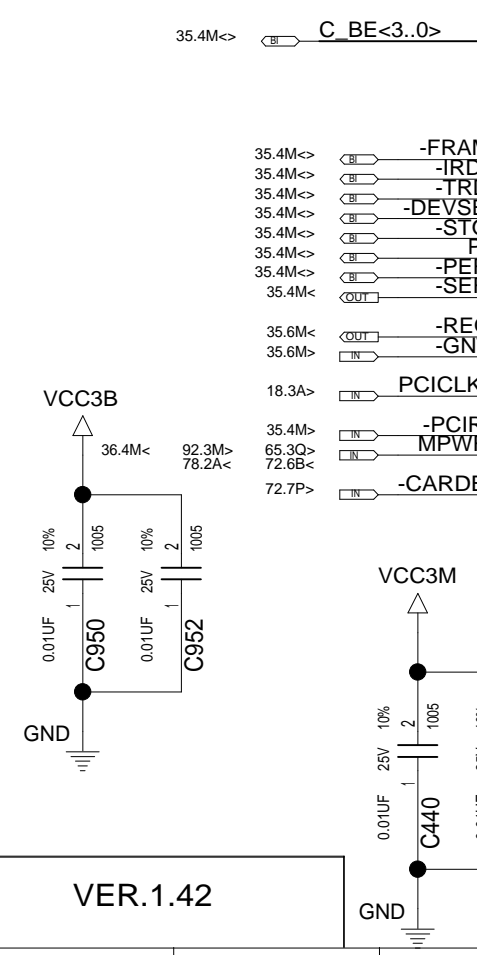 35.4M<> BI C_BE<3..0>
35.4M<> BI
35.4M<> BI
35.4M<> BI
35.4M<> BI -DEVSE
35.4M<> BI
35.4M<> BI
35.4M<> BI
35.4M< OUT
35.6M< OUT
35.6M> IN
18.3A> IN PCICLK
35.4M> IN
36.4M< 92.3M> 65.3Q> IN
78.2A< 72.6B<
72.7P> IN -CARDE
VCC3B
10% 2 1005
25V
0.01UF 1 C950
10% 2 1005
25V
0.01UF 1 C952
GND
VCC3M
10% 2 1005
25V
0.01UF 1 C440
GND
VER.1.42